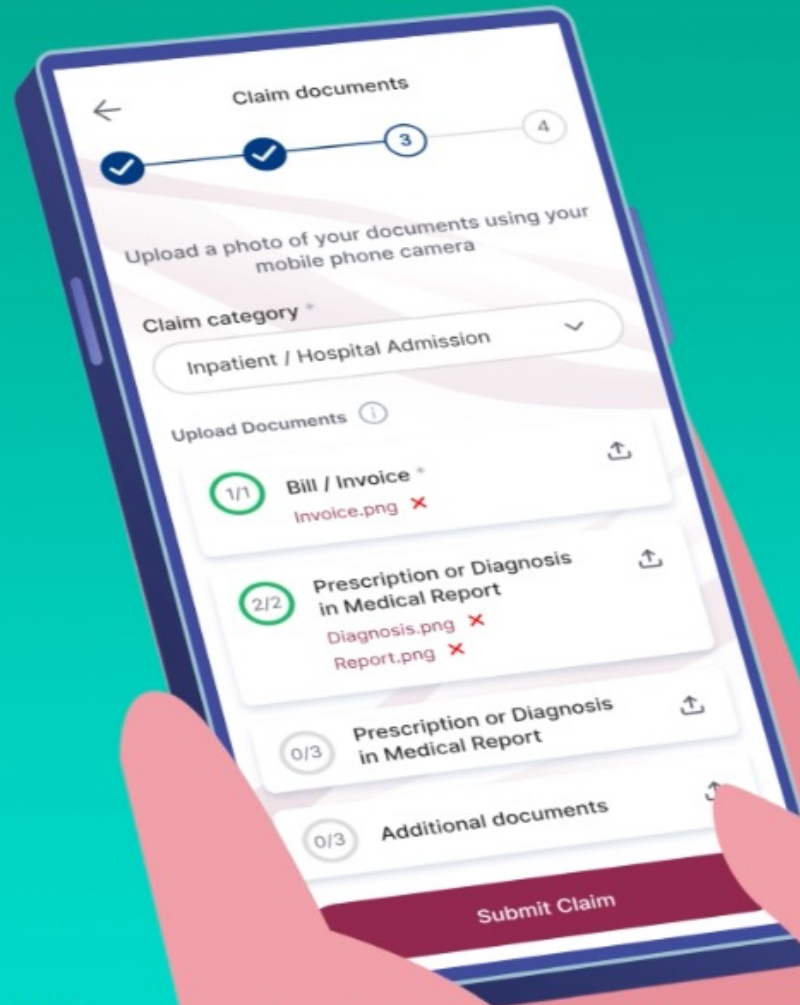 Claim documents
3
4
Upload a photo of your documents using your
mobile phone camera
Claim category *
Inpatient / Hospital Admission
Upload Documents
1/1
Bill / Invoice *
Invoice.png
2/2
Prescription or Diagnosis
in Medical Report
Diagnosis.png
Report.png
0/3
Prescription or Diagnosis
in Medical Report
0/3
Additional documents
Submit Claim